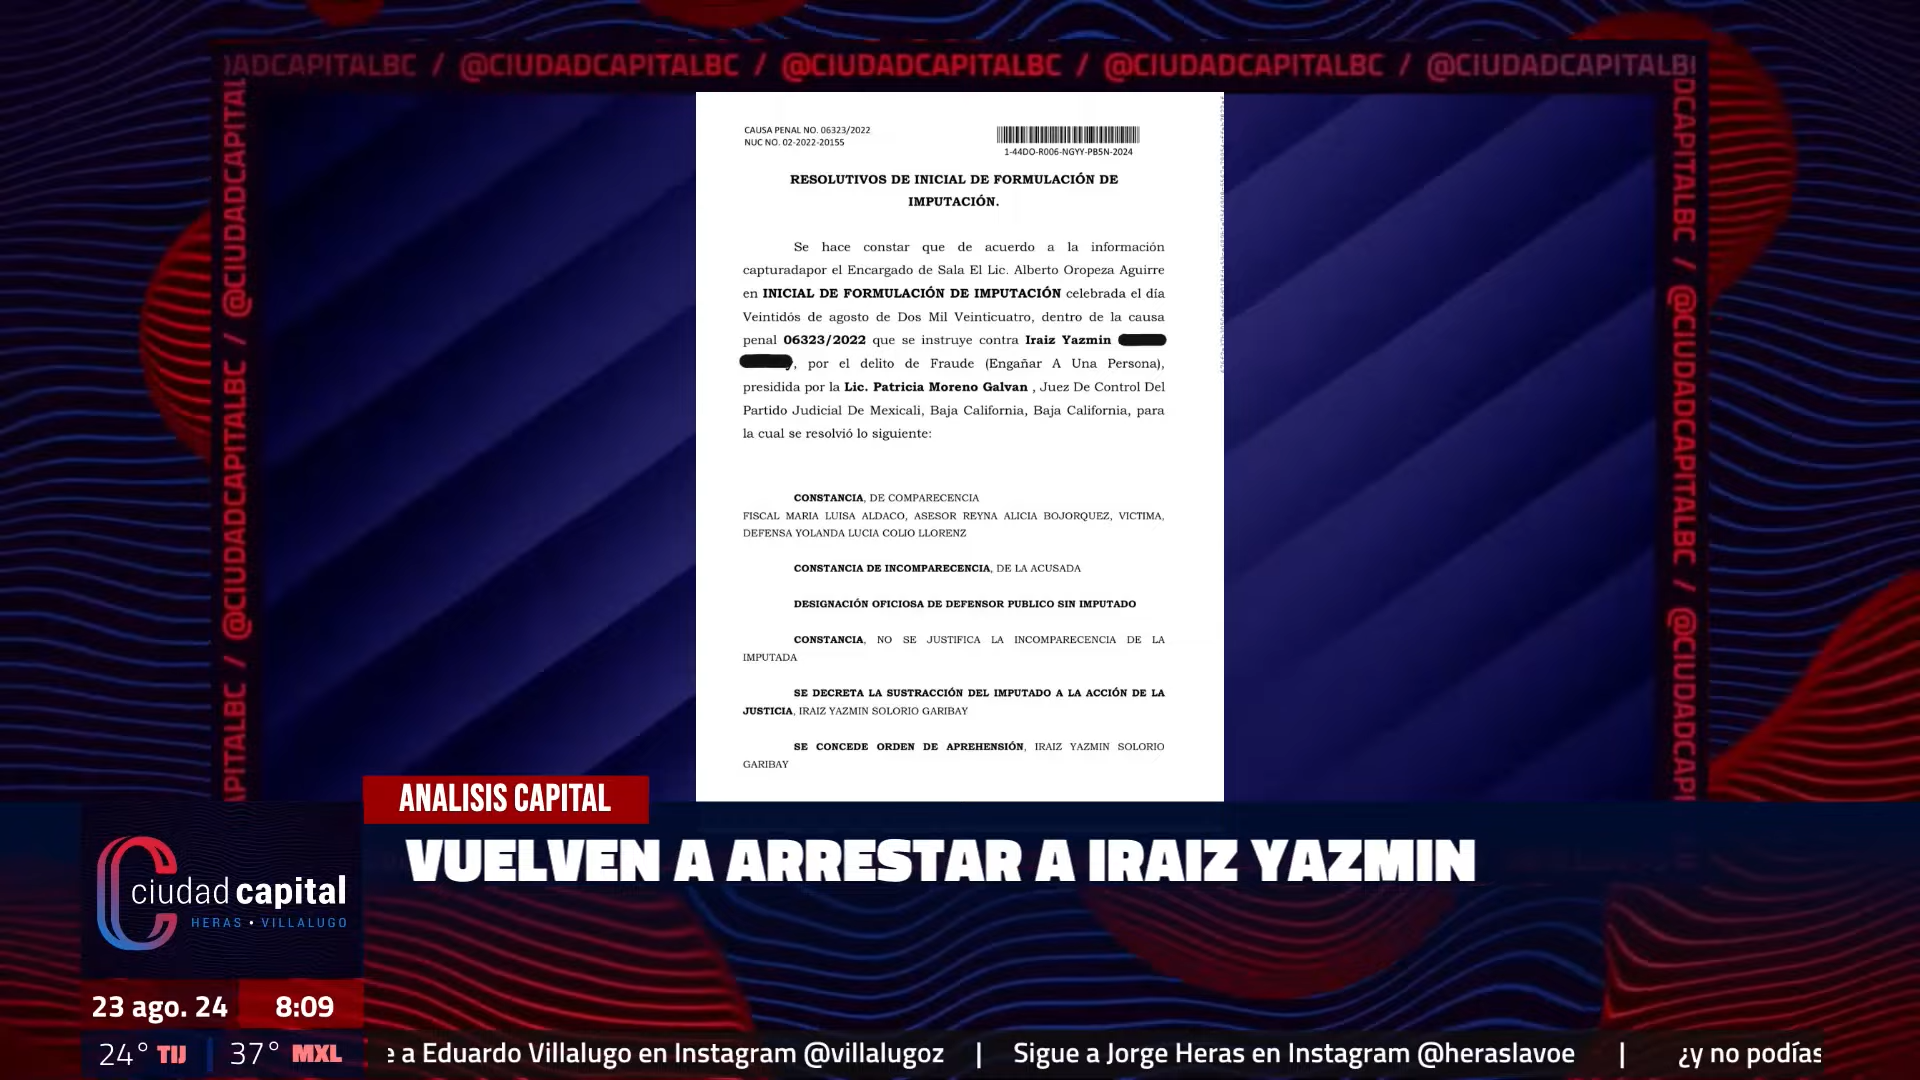 DADCAPITALBC / @CIUDADCAPITALBC / @CIUDADCAPITALBC / @CIUDADCAPITALBC / @CIUDADCAPITALB
PITALBC / @CIUDADCAPITALBC / @CIUDADCAPITAL
DCAPITALBC / @CIUDADCAPITALBC / @CIUDADCAPI
CAUSA PENAL NO. 06323/2022
NUC NO. 02-2022-20155
1-44DO-R006-NGYY-PB5N-2024
RESOLUTIVOS DE INICIAL DE FORMULACIÓN DE
IMPUTACIÓN.
Se hace constar que de acuerdo a la información
capturadapor el Encargado de Sala El Lic. Alberto Oropeza Aguirre
en INICIAL DE FORMULACIÓN DE IMPUTACIÓN celebrada el día
Veintidós de agosto de Dos Mil Veinticuatro, dentro de la causa
penal 06323/2022 que se instruye contra Iraiz Yazmin
, por el delito de Fraude (Engañar A Una Persona),
presidida por la Lic. Patricia Moreno Galvan , Juez De Control Del
Partido Judicial De Mexicali, Baja California, Baja California, para
la cual se resolvió lo siguiente:
CONSTANCIA, DE COMPARECENCIA
FISCAL MARIA LUISA ALDACO, ASESOR REYNA ALICIA BOJORQUEZ, VICTIMA,
DEFENSA YOLANDA LUCIA COLIO LLORENZ
CONSTANCIA DE INCOMPARECENCIA, DE LA ACUSADA
DESIGNACIÓN OFICIOSA DE DEFENSOR PUBLICO SIN IMPUTADO
CONSTANCIA, NO SE JUSTIFICA LA INCOMPARECENCIA DE LA
IMPUTADA
SE DECRETA LA SUSTRACCIÓN DEL IMPUTADO A LA ACCIÓN DE LA
JUSTICIA, IRAIZ YAZMIN SOLORIO GARIBAY
SE CONCEDE ORDEN DE APREHENSIÓN, IRAIZ YAZMIN SOLORIO
GARIBAY
ANALISIS CAPITAL
VUELVEN A ARRESTAR A IRAIZ YAZMIN
ciudad capital
HERAS • VILLALUGO
23 ago. 24 8:09
24° TIJ | 37° MXL
e a Eduardo Villalugo en Instagram @villalugoz | Sigue a Jorge Heras en Instagram @heraslavoe | ¿y no podías